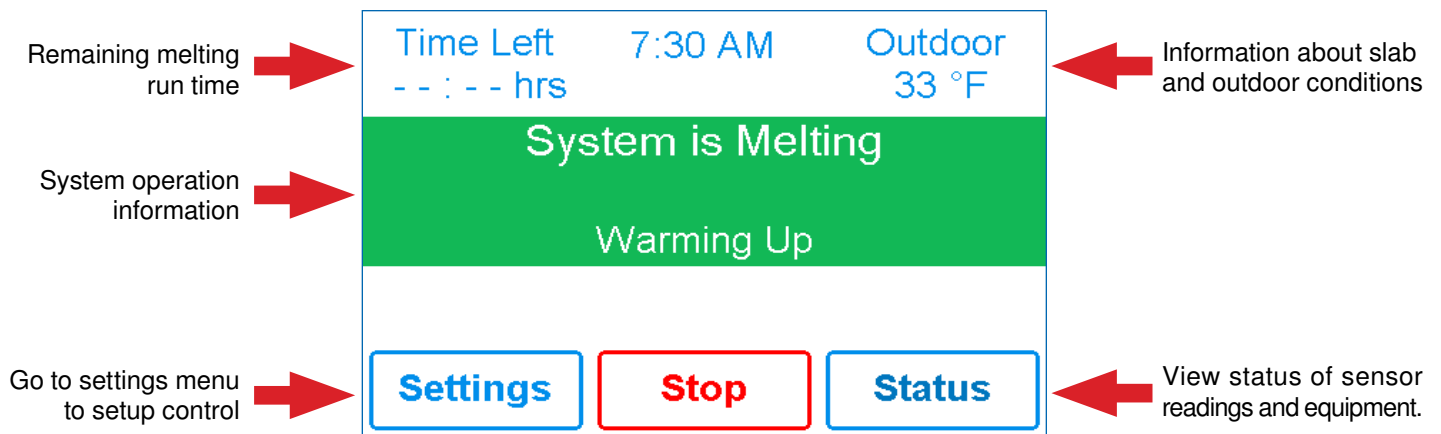 Remaining melting
run time
Time Left
- - : - - hrs
7:30 AM
Outdoor
33 °F
Information about slab
and outdoor conditions
System operation
information
System is Melting
Warming Up
Go to settings menu
to setup control
Settings
Stop
Status
View status of sensor
readings and equipment.